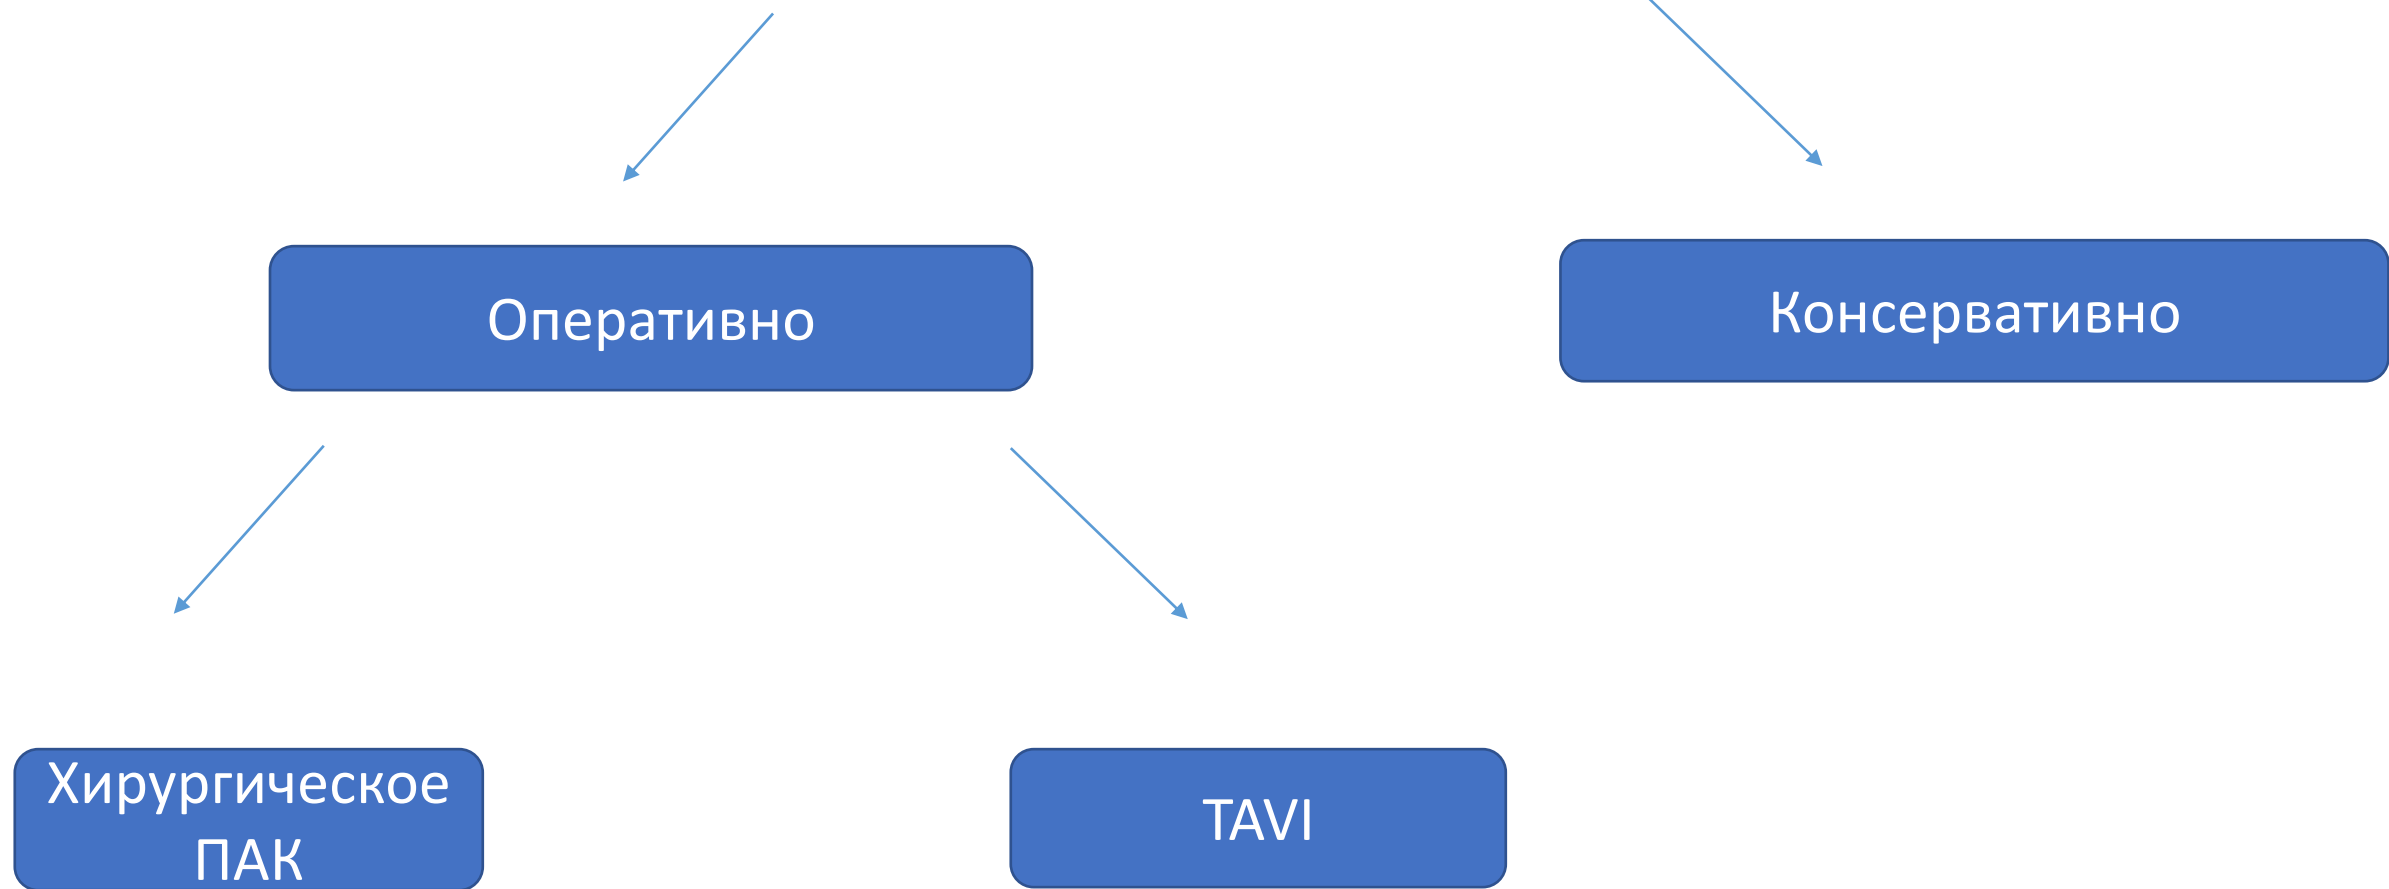 Оперативно
Консервативно
Хирургическое
ПАК
TAVI